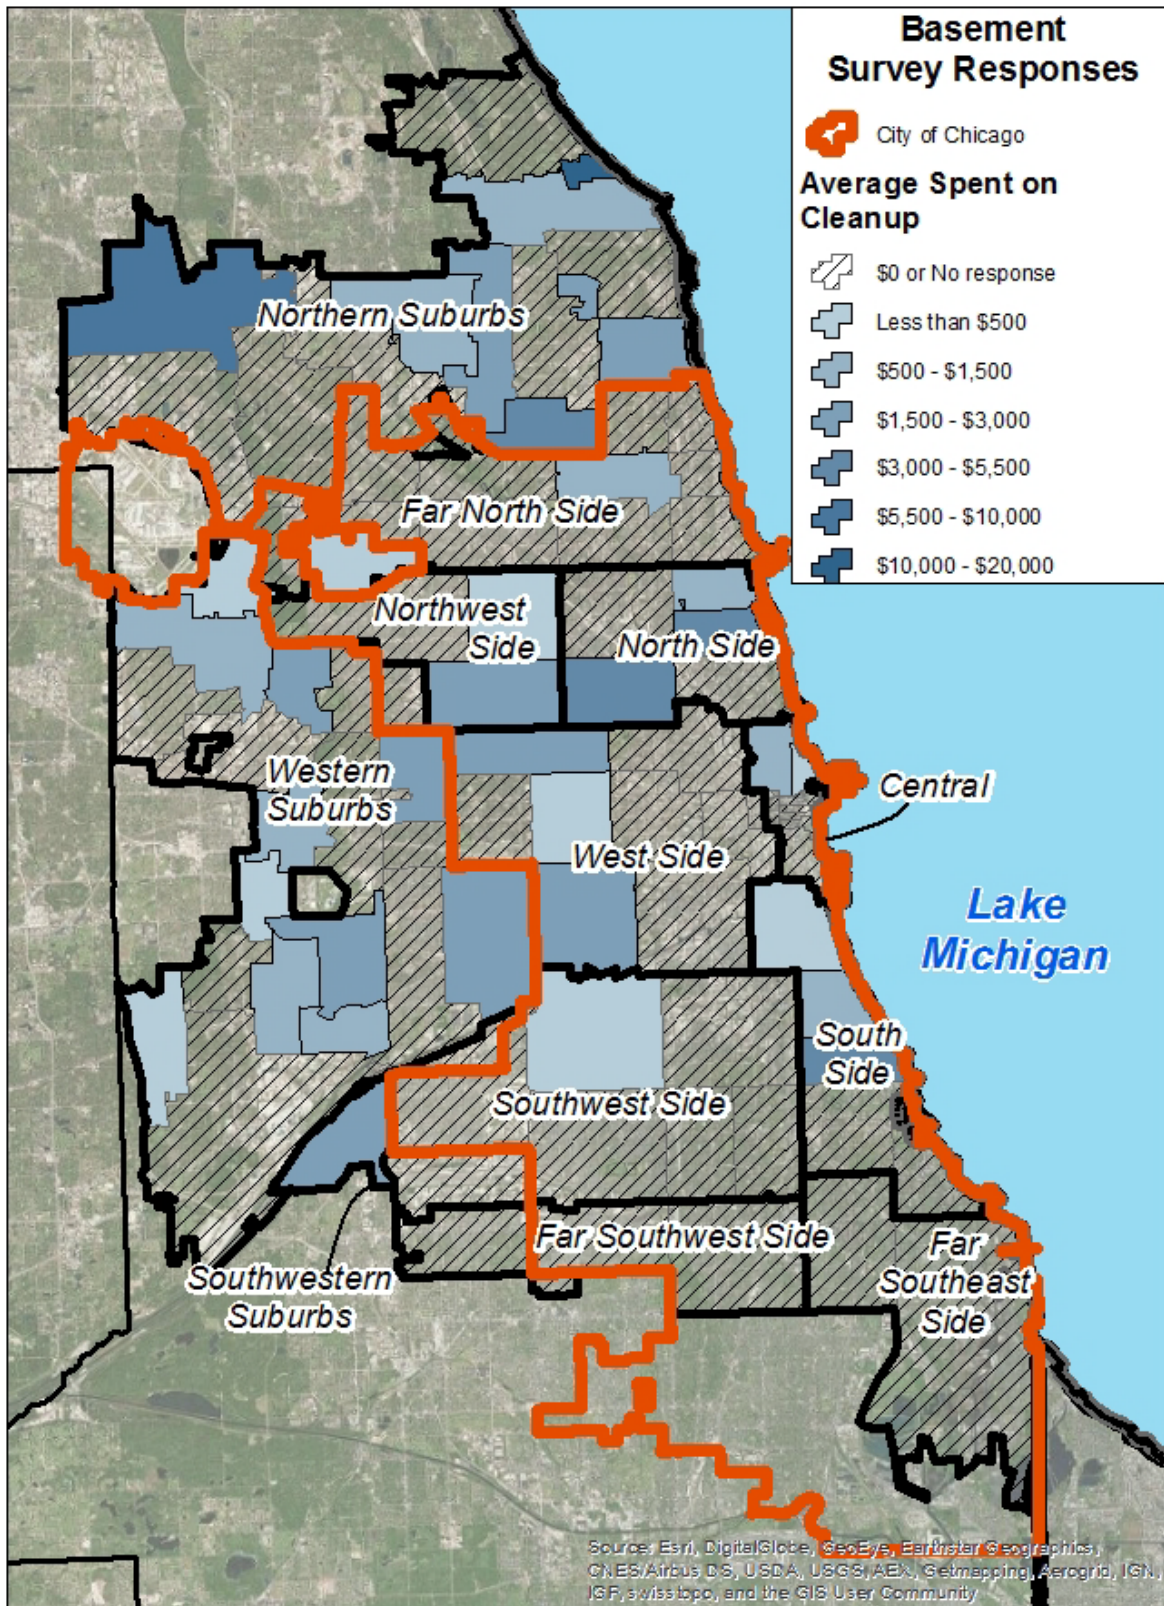 Basement
Survey Responses
City of Chicago
Average Spent on
Cleanup
$0 or No response
Less than $500
$500 - $1,500
$1,500 - $3,000
$3,000 - $5,500
$5,500 - $10,000
$10,000 - $20,000
Northern Suburbs
Far North Side
Northwest
Side
North Side
Western
Suburbs
Central
West Side
Lake
Michigan
South
Side
Southwest Side
Far Southwest Side
Far
Southeast
Side
Southwestern
Suburbs
Source: Esri, DigitalGlobe, GeoEye, Earthstar Geographics,
CNES/Airbus DS, USDA, USGS, AEX, Getmapping, Aerogrid, IGN,
IGP, swisstopo, and the GIS User Community